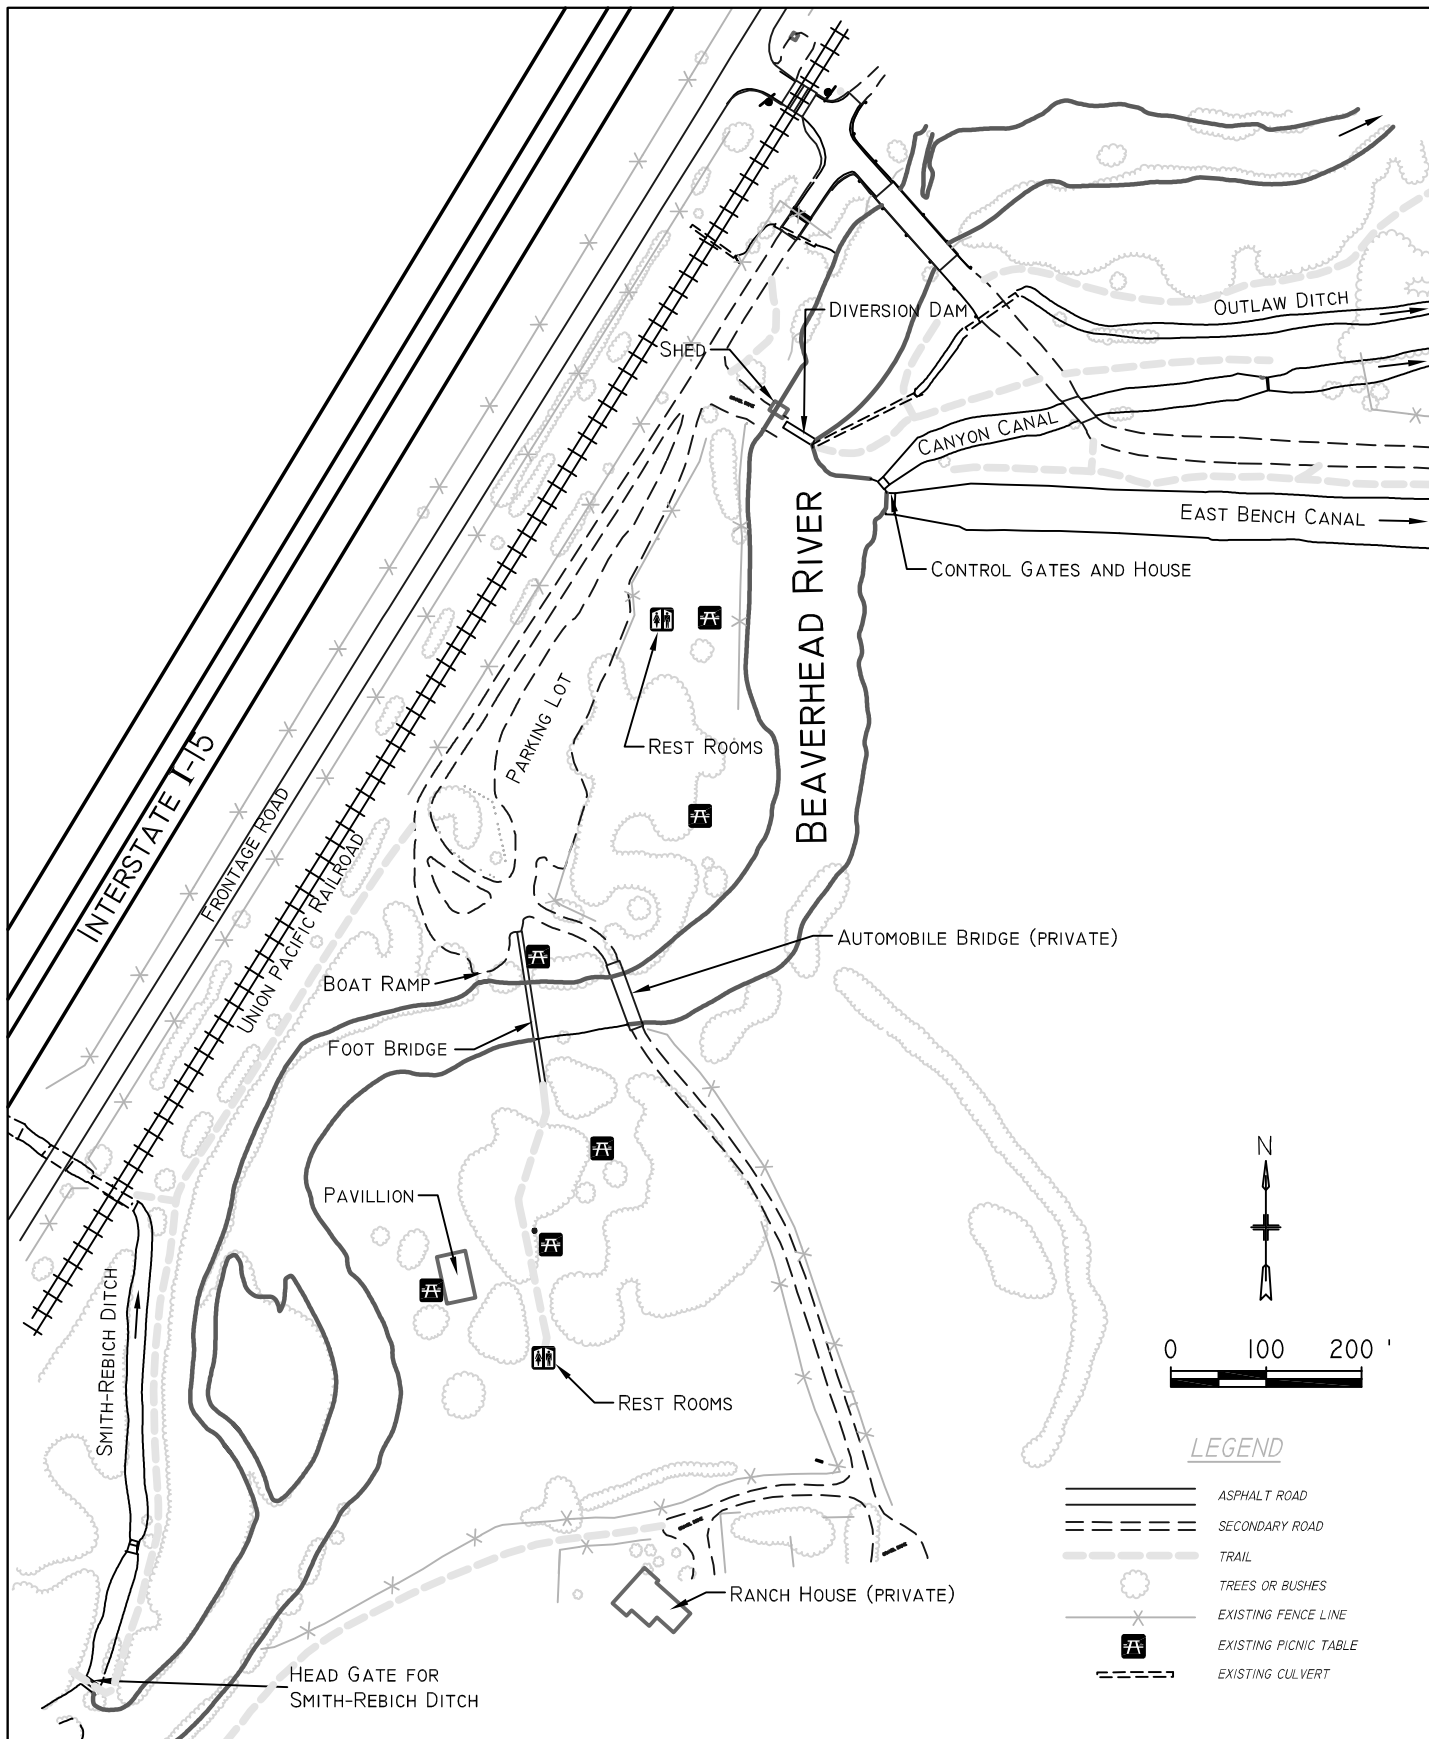 Diversion Dam
Outlaw Ditch
Shed
Canyon Canal
East Bench Canal
Control Gates and House
Beaverhead River
Parking Lot
Rest Rooms
Interstate I-15
Frontage Road
Union Pacific Railroad
Automobile Bridge (private)
Boat Ramp
Foot Bridge
N
Pavillion
Smith-Rebich Ditch
0 100 200 '
Rest Rooms
LEGEND
ASPHALT ROAD
SECONDARY ROAD
TRAIL
TREES OR BUSHES
EXISTING FENCE LINE
EXISTING PICNIC TABLE
EXISTING CULVERT
Ranch House (private)
Head Gate for
Smith-Rebich Ditch